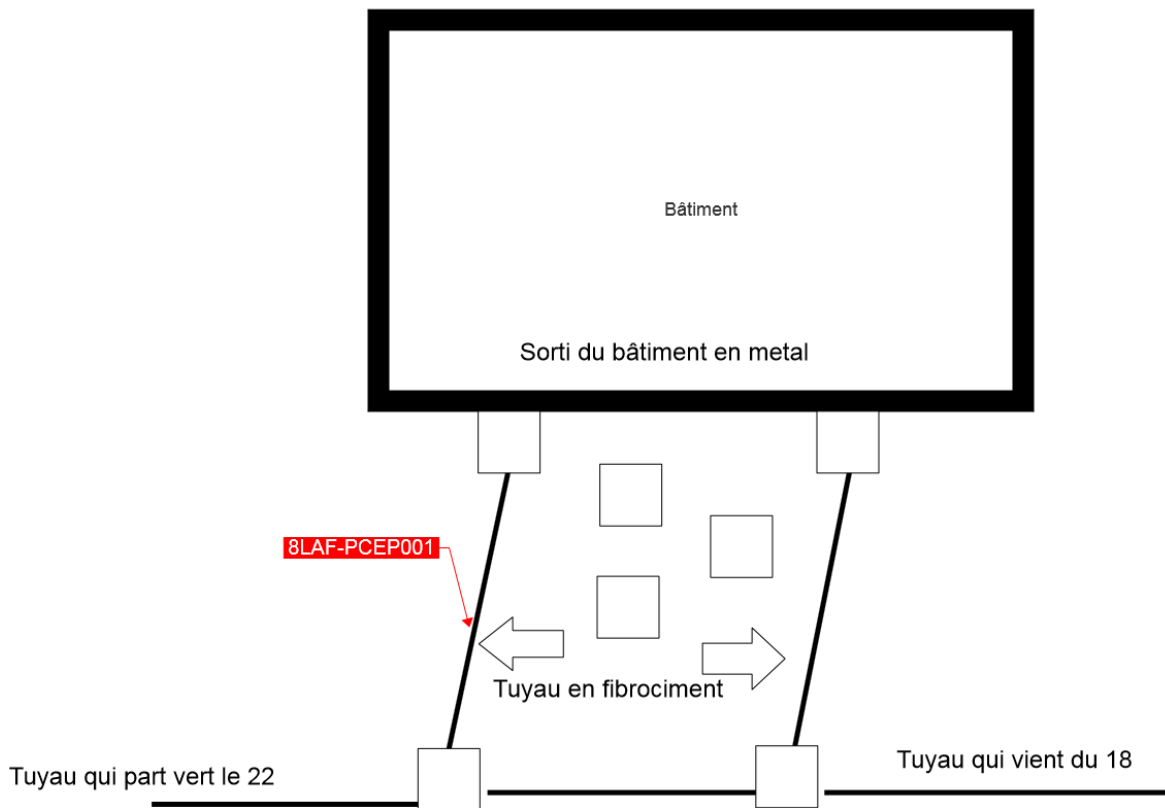 Bâtiment
Sorti du bâtiment en metal
8LAF-PCEP001
Tuyau en fibrociment
Tuyau qui vient du 18
Tuyau qui part vert le 22